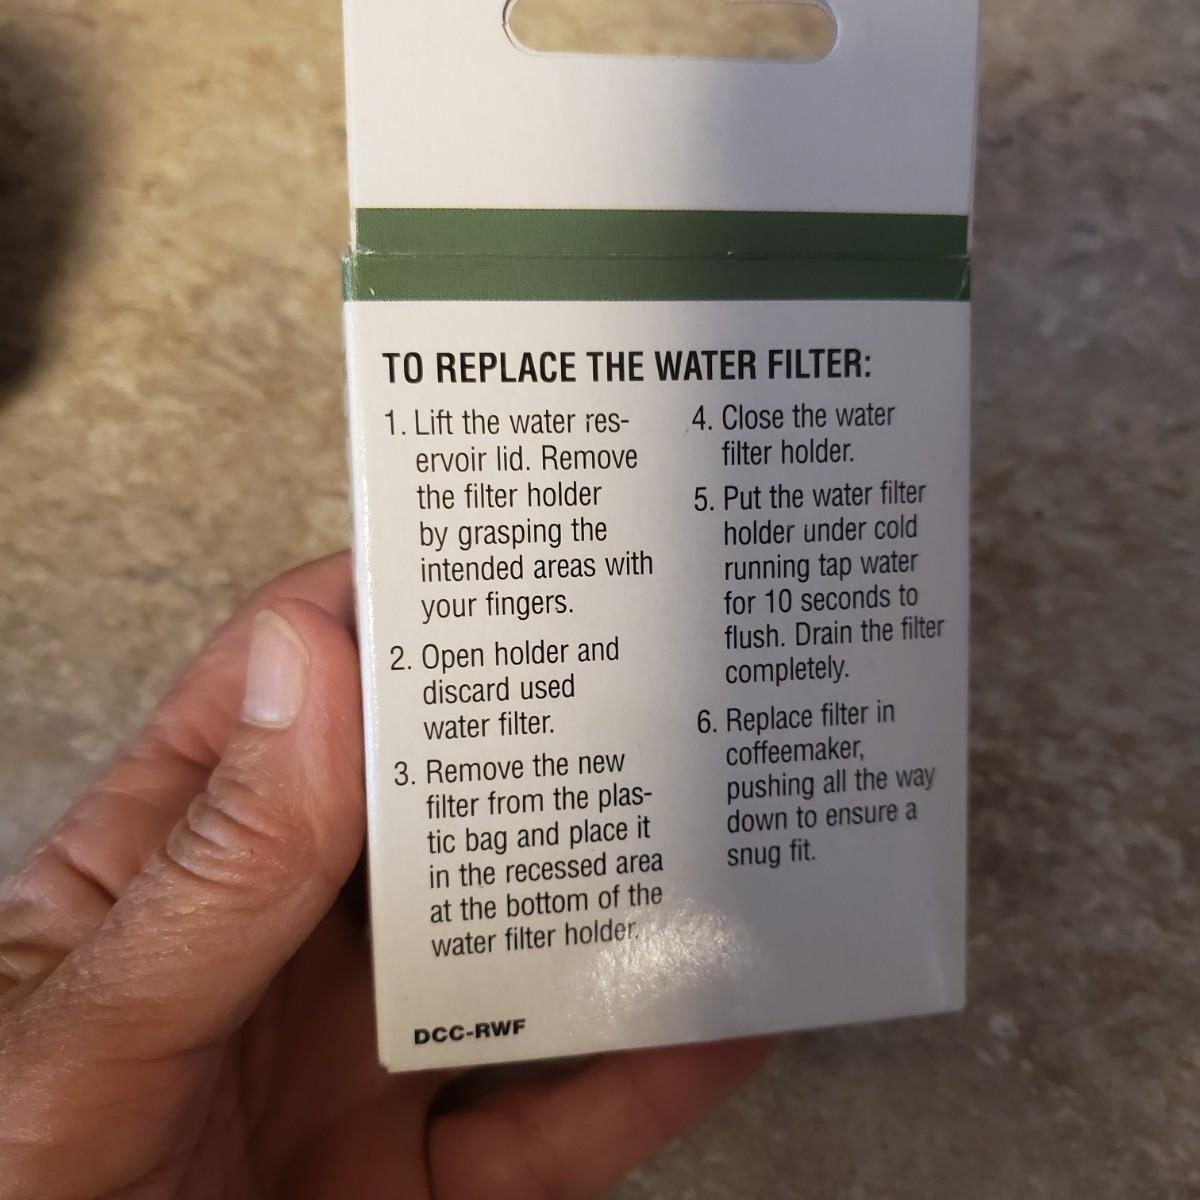 TO REPLACE THE WATER FILTER:
1. Lift the water res-
ervoir lid. Remove
the filter holder
by grasping the
intended areas with
your fingers.
2. Open holder and
discard used
water filter.
3. Remove the new
filter from the plas-
tic bag and place it
in the recessed area
at the bottom of the
water filter holder.
4. Close the water
filter holder.
5. Put the water filter
holder under cold
running tap water
for 10 seconds to
flush. Drain the filter
completely.
6. Replace filter in
coffeemaker,
pushing all the way
down to ensure a
snug fit.
DCC-RWF